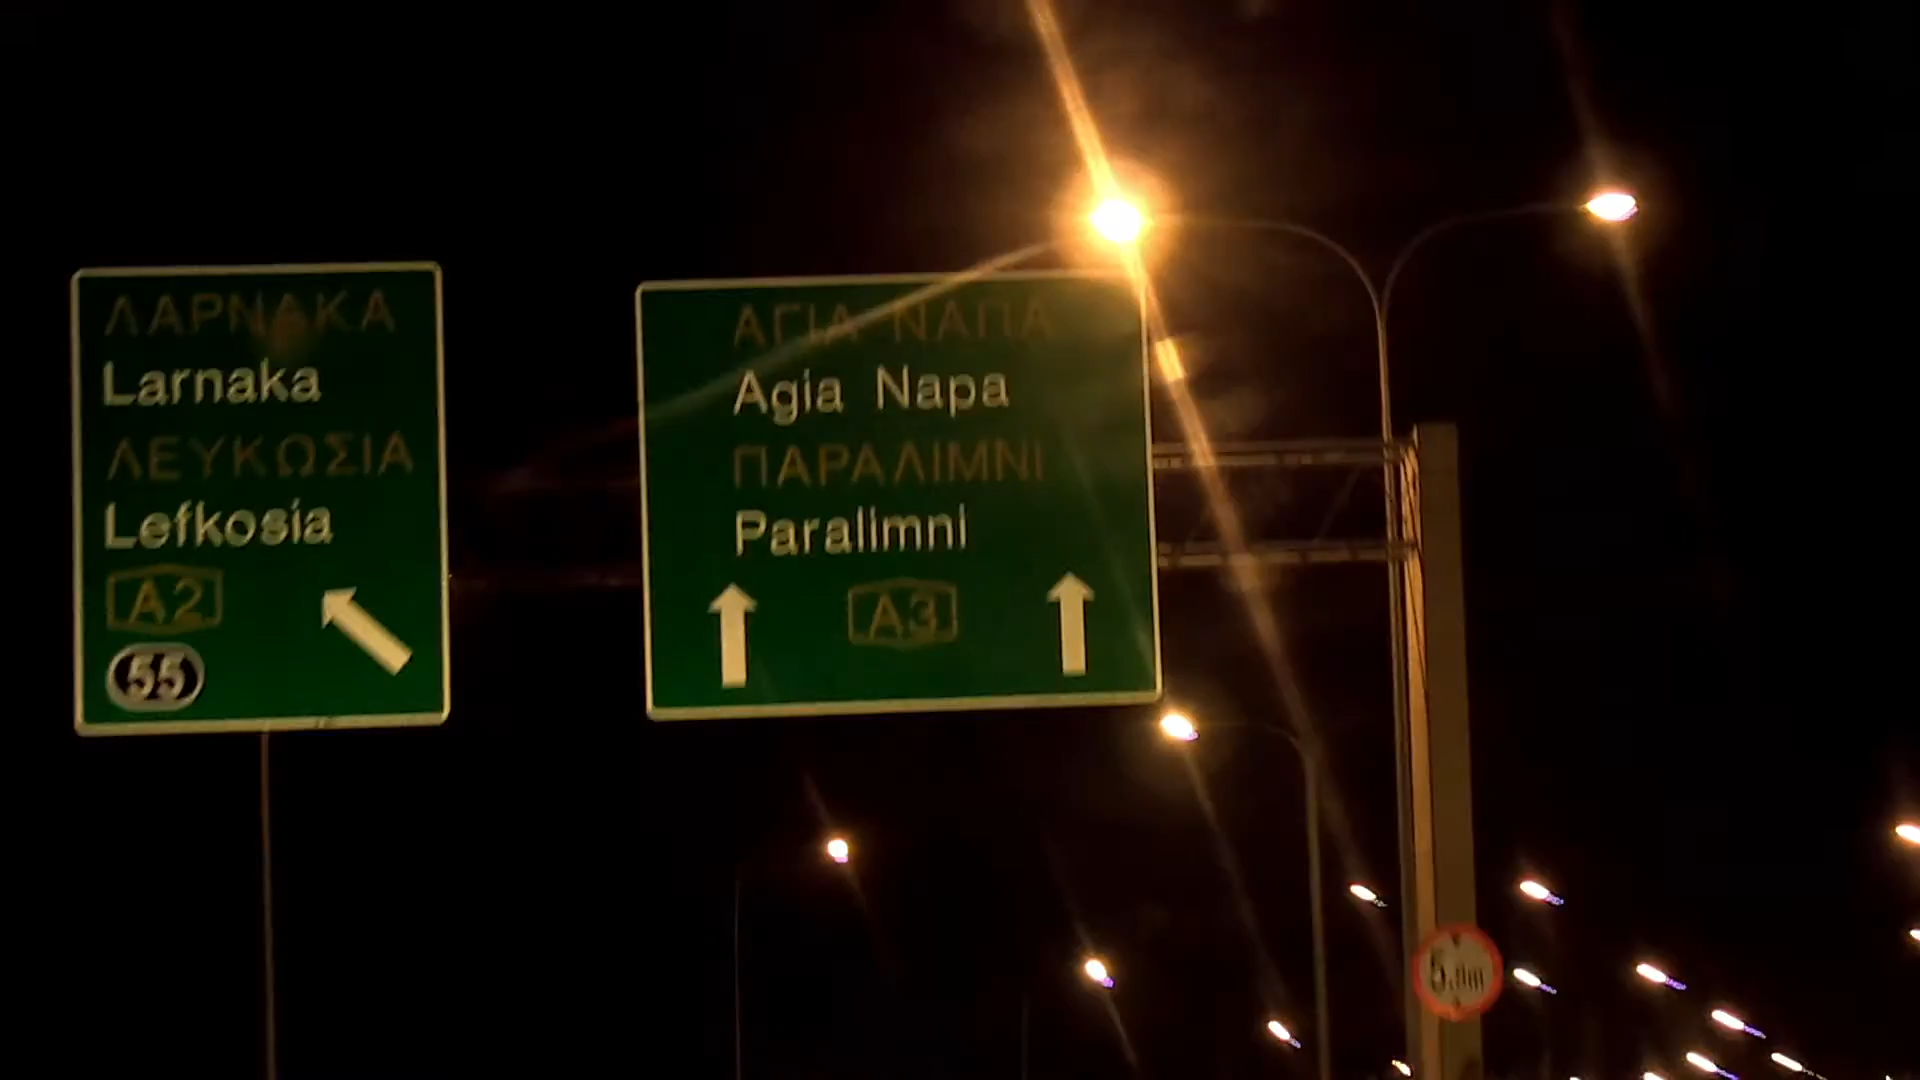 ΛΑΡΝΑΚΑ
Larnaka
ΛΕΥΚΩΣΙΑ
Lefkosia
A2
55
ΑΓΙΑ ΝΑΠΑ
Agia Napa
ΠΑΡΑΛΙΜΝΙ
Paralimni
A3